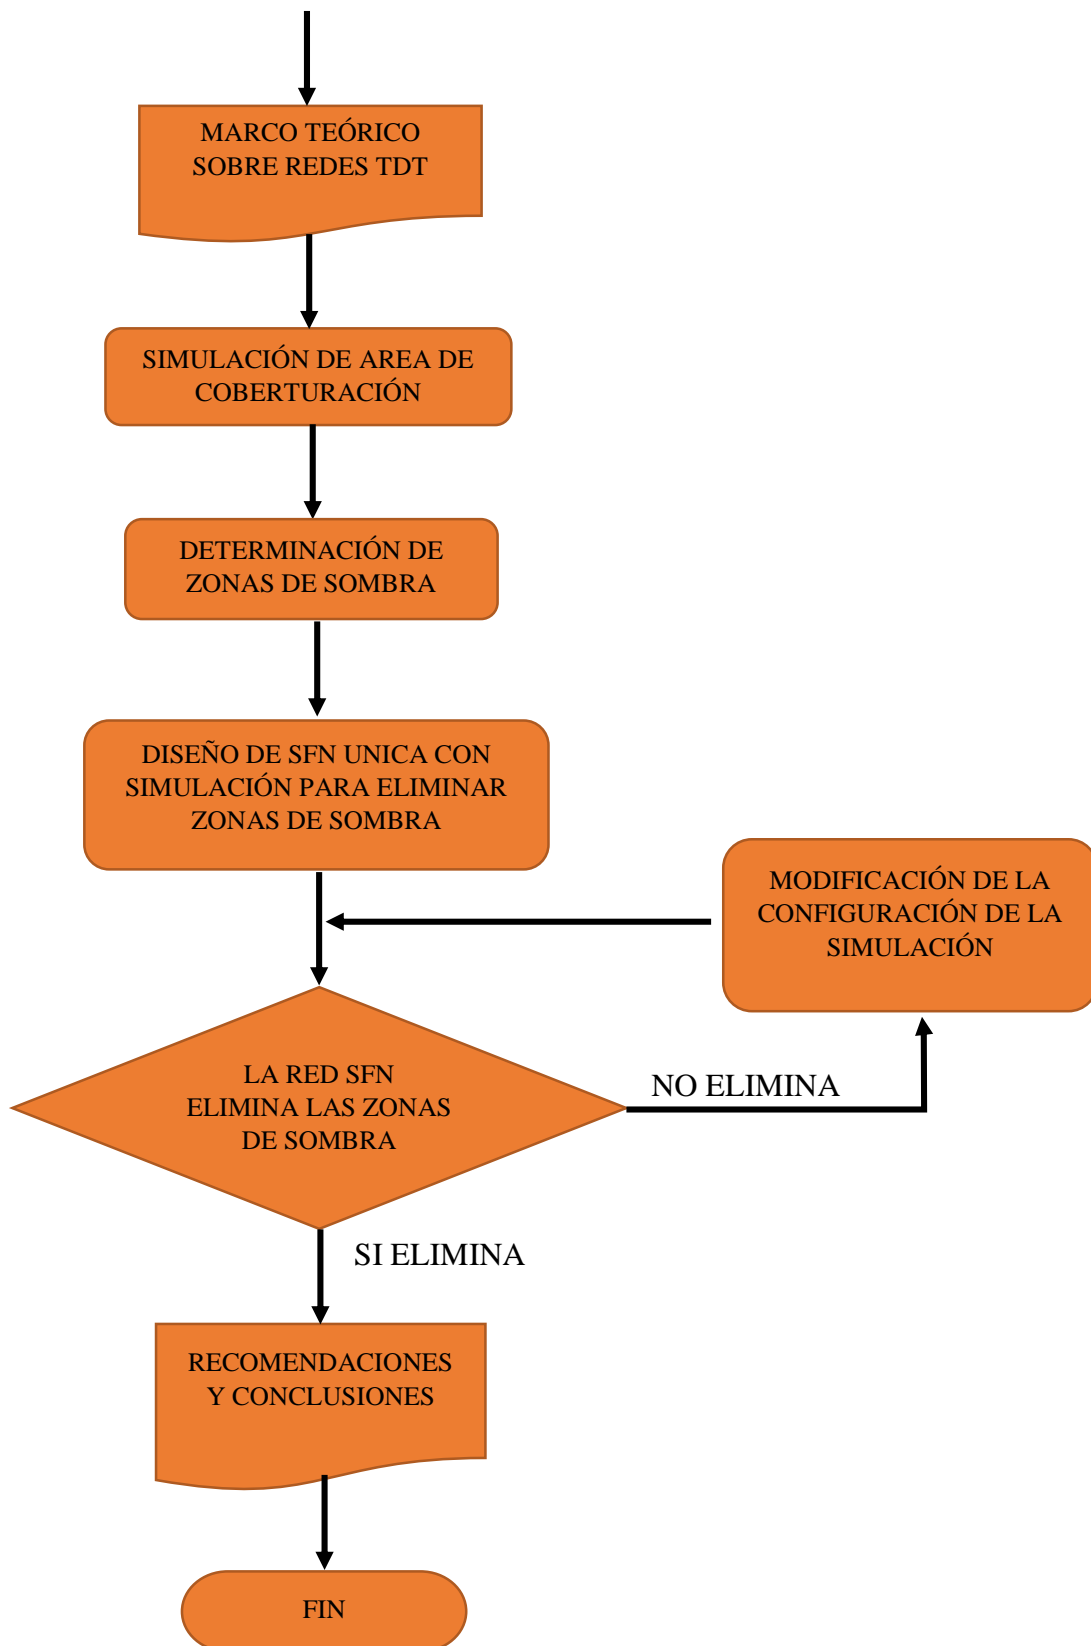 MARCO TEÓRICO
SOBRE REDES TDT
SIMULACIÓN DE AREA DE
COBERTURACIÓN
DETERMINACIÓN DE
ZONAS DE SOMBRA
DISEÑO DE SFN UNICA CON
SIMULACIÓN PARA ELIMINAR
ZONAS DE SOMBRA
MODIFICACIÓN DE LA
CONFIGURACIÓN DE LA
SIMULACIÓN
LA RED SFN
ELIMINA LAS ZONAS
DE SOMBRA
NO ELIMINA
SI ELIMINA
RECOMENDACIONES
Y CONCLUSIONES
FIN